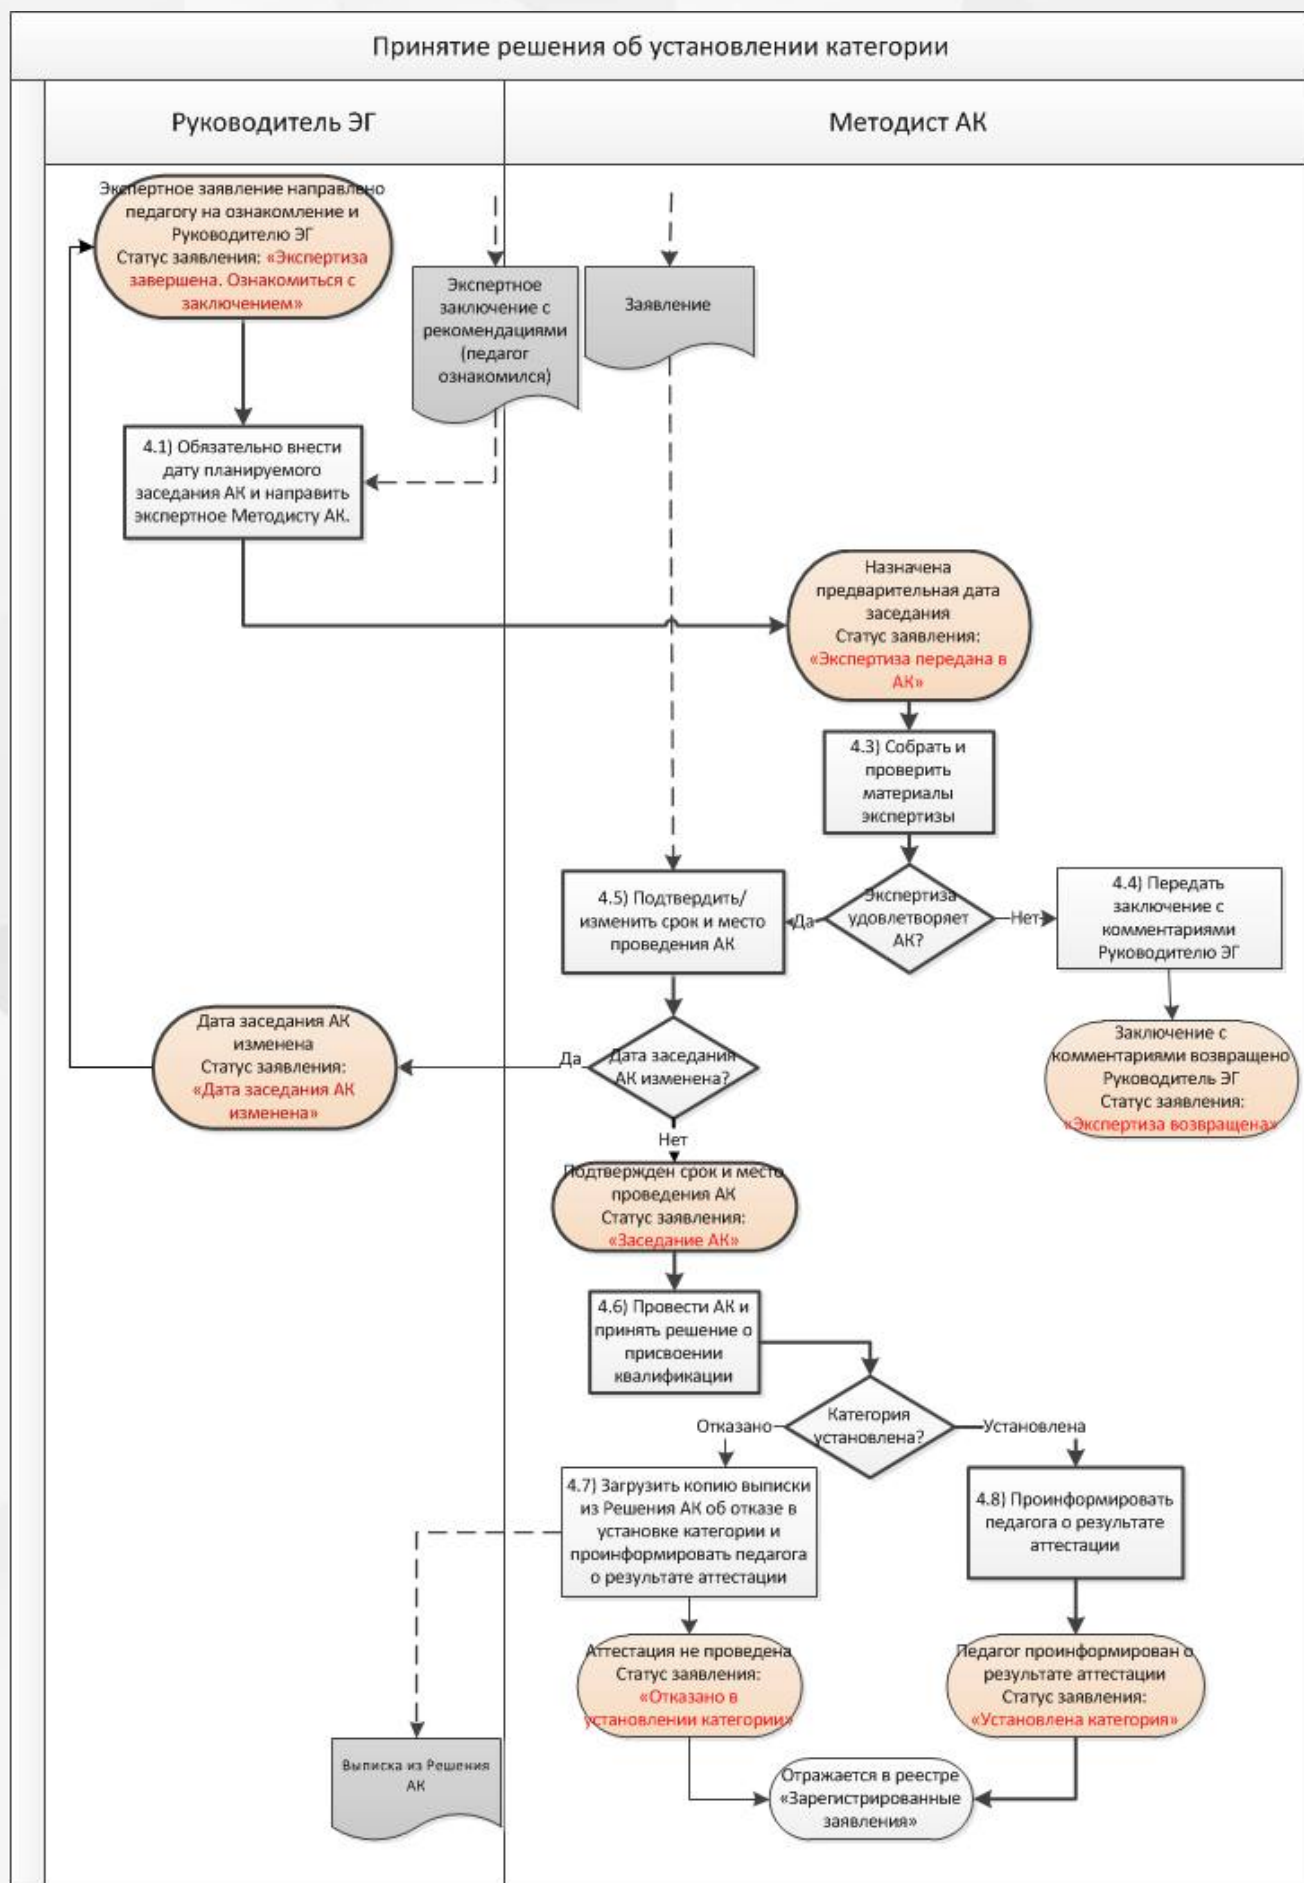 Принятие решения об установлении категории
Руководитель ЭГ
Методист АК
Экспертное заявление направлено
педагогу на ознакомление и
Руководителю ЭГ
Статус заявления: «Экспертиза
завершена. Ознакомиться с
заключением»
Экспертное
заключение с
рекомендациями
(педагог
ознакомился)
Заявление
4.1) Обязательно внести
дату планируемого
заседания АК и направить
экспертное Методисту АК.
Назначена
предварительная дата
заседания
Статус заявления:
«Экспертиза передана в
АК»
4.3) Собрать и
проверить
материалы
экспертизы
Экспертиза
удовлетворяет
АК?
Да
Нет
4.5) Подтвердить/
изменить срок и место
проведения АК
4.4) Передать
заключение с
комментариями
Руководителю ЭГ
Заключение с
комментариями возвращено
Руководитель ЭГ
Статус заявления:
«Экспертиза возвращена»
Дата заседания
АК изменена?
Да
Дата заседания АК
изменена
Статус заявления:
«Дата заседания АК
изменена»
Нет
Подтвержден срок и место
проведения АК
Статус заявления:
«Заседание АК»
4.6) Провести АК и
принять решение о
присвоении
квалификации
Категория
установлена?
Отказано
Установлена
4.7) Загрузить копию выписки
из Решения АК об отказе в
установке категории и
проинформировать педагога
о результате аттестации
4.8) Проинформировать
педагога о результате
аттестации
Аттестация не проведена
Статус заявления:
«Отказано в
установлении категории»
Педагог проинформирован о
результате аттестации
Статус заявления:
«Установлена категория»
Выписка из Решения
АК
Отражается в реестре
«Зарегистрированные
заявления»